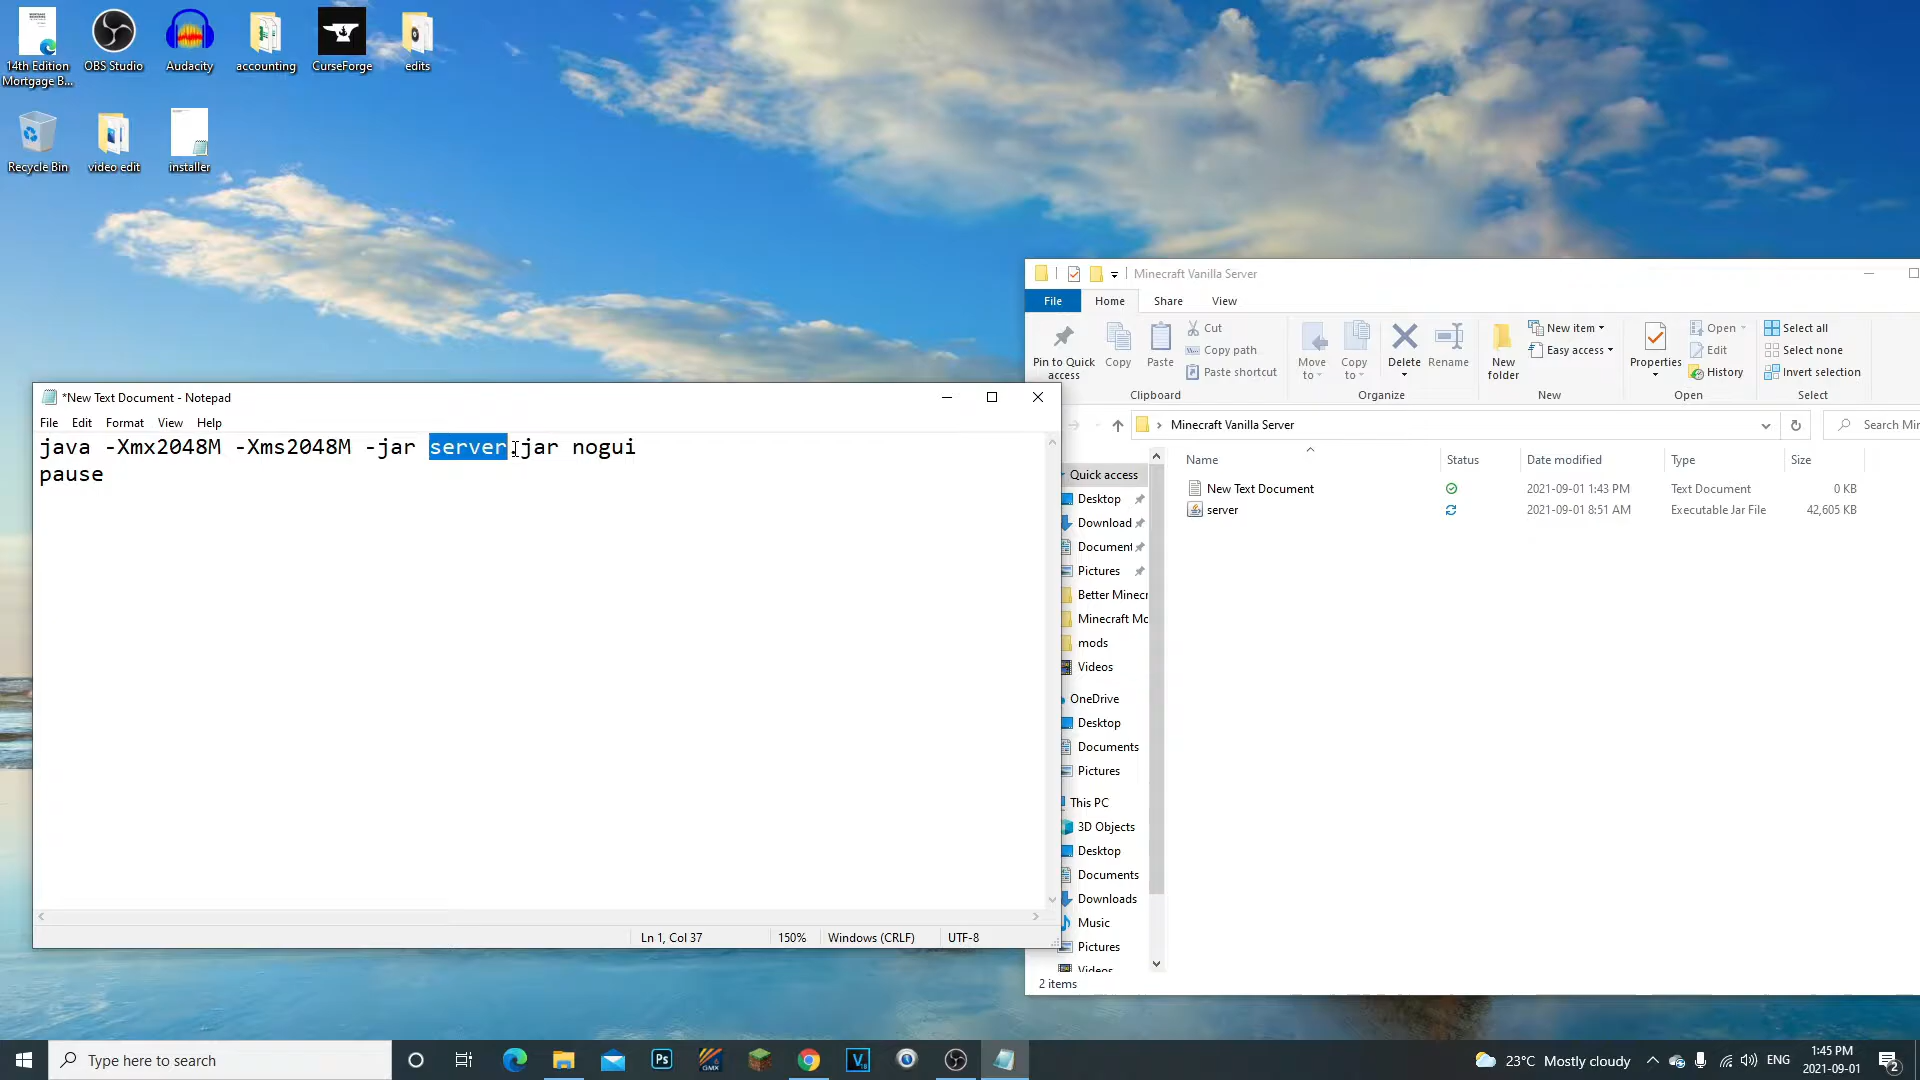 14th Edition
Mortgage B...
OBS Studio
Audacity
accounting
CurseForge
edits
Recycle Bin
video edit
installer
Minecraft Vanilla Server
File
Home
Share
View
Pin to Quick
access
Copy
Paste
Cut
Copy path
Paste shortcut
Clipboard
Move
to
Copy
to
Delete
Rename
Organize
New
folder
New item
Easy access
New
Properties
Open
Edit
History
Open
Select all
Select none
Invert selection
Select
Minecraft Vanilla Server
Search Min
Name
Status
Date modified
Type
Size
New Text Document
2021-09-01 1:43 PM
Text Document
0 KB
server
2021-09-01 8:51 AM
Executable Jar File
42,605 KB
Quick access
Desktop
Download
Document
Pictures
Better Minecr
Minecraft Mc
mods
Videos
OneDrive
Desktop
Documents
Pictures
This PC
3D Objects
Desktop
Documents
Downloads
Music
Pictures
Videos
2 items
*New Text Document - Notepad
File
Edit
Format
View
Help
java -Xmx2048M -Xms2048M -jar server.jar nogui
pause
Ln 1, Col 37
150%
Windows (CRLF)
UTF-8
Type here to search
Ps
GMX
V
18
23°C Mostly cloudy
ENG
1:45 PM
2021-09-01
2